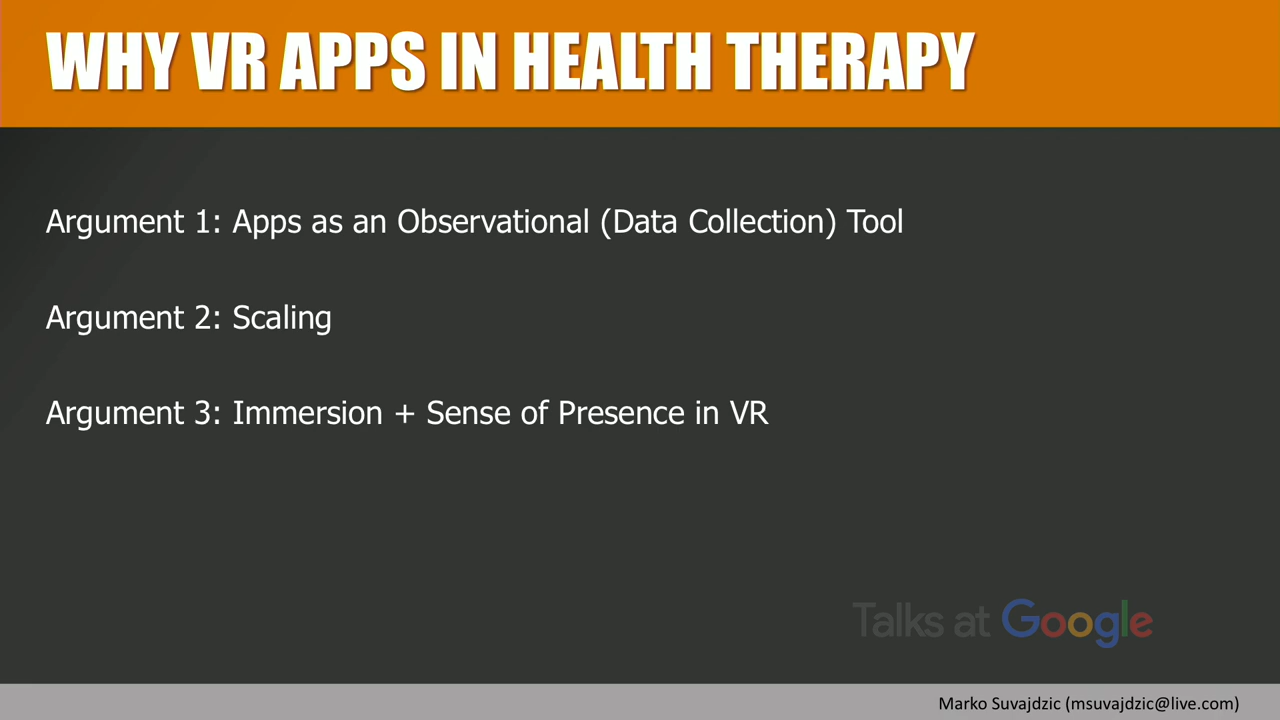 WHY VR APPS IN HEALTH THERAPY
Argument 1: Apps as an Observational (Data Collection) Tool
Argument 2: Scaling
Argument 3: Immersion + Sense of Presence in VR
Talks at Google
Marko Suvajdzic (msuvajdzic@live.com)